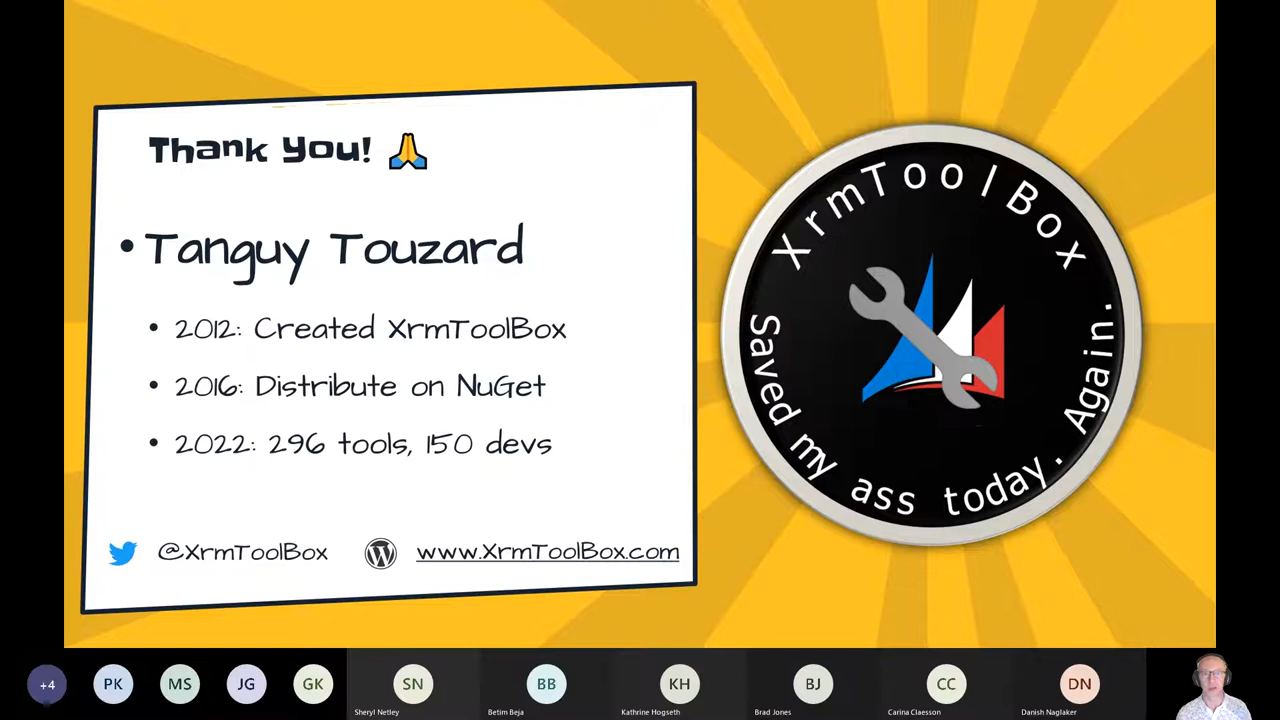 Thank You! 🙏
• Tanguy Touzard
• 2012: Created XrmToolBox
• 2016: Distribute on NuGet
• 2022: 296 tools, 150 devs
@XrmToolBox
www.XrmToolBox.com
XrmToolBox
Saved my ass today. Again.
+4
PK
MS
JG
GK
SN
Sheryl Netley
BB
Betim Beja
KH
Kathrine Hogseth
BJ
Brad Jones
CC
Carina Claesson
DN
Danish Naglaker